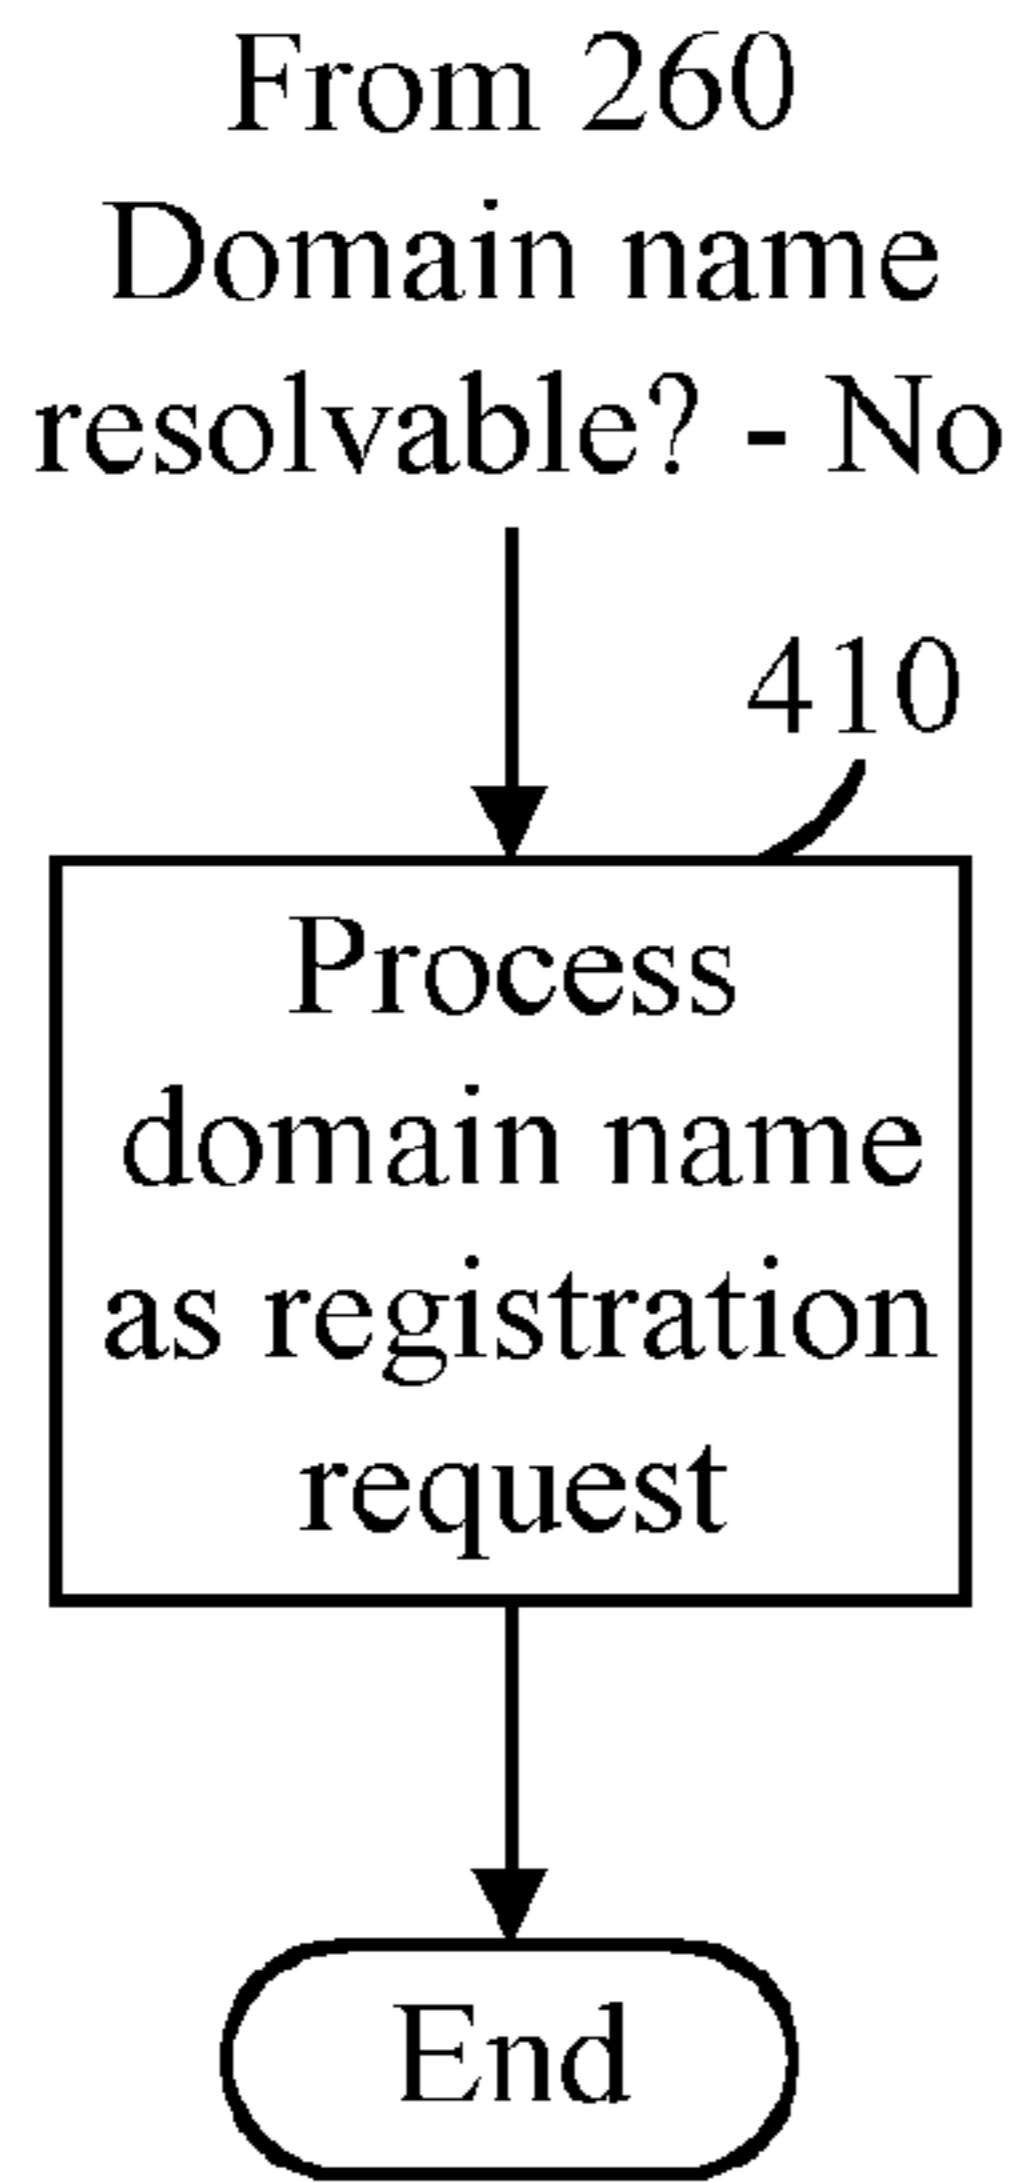 From 260
Domain name
resolvable? - No
410
Process
domain name
as registration
request
End